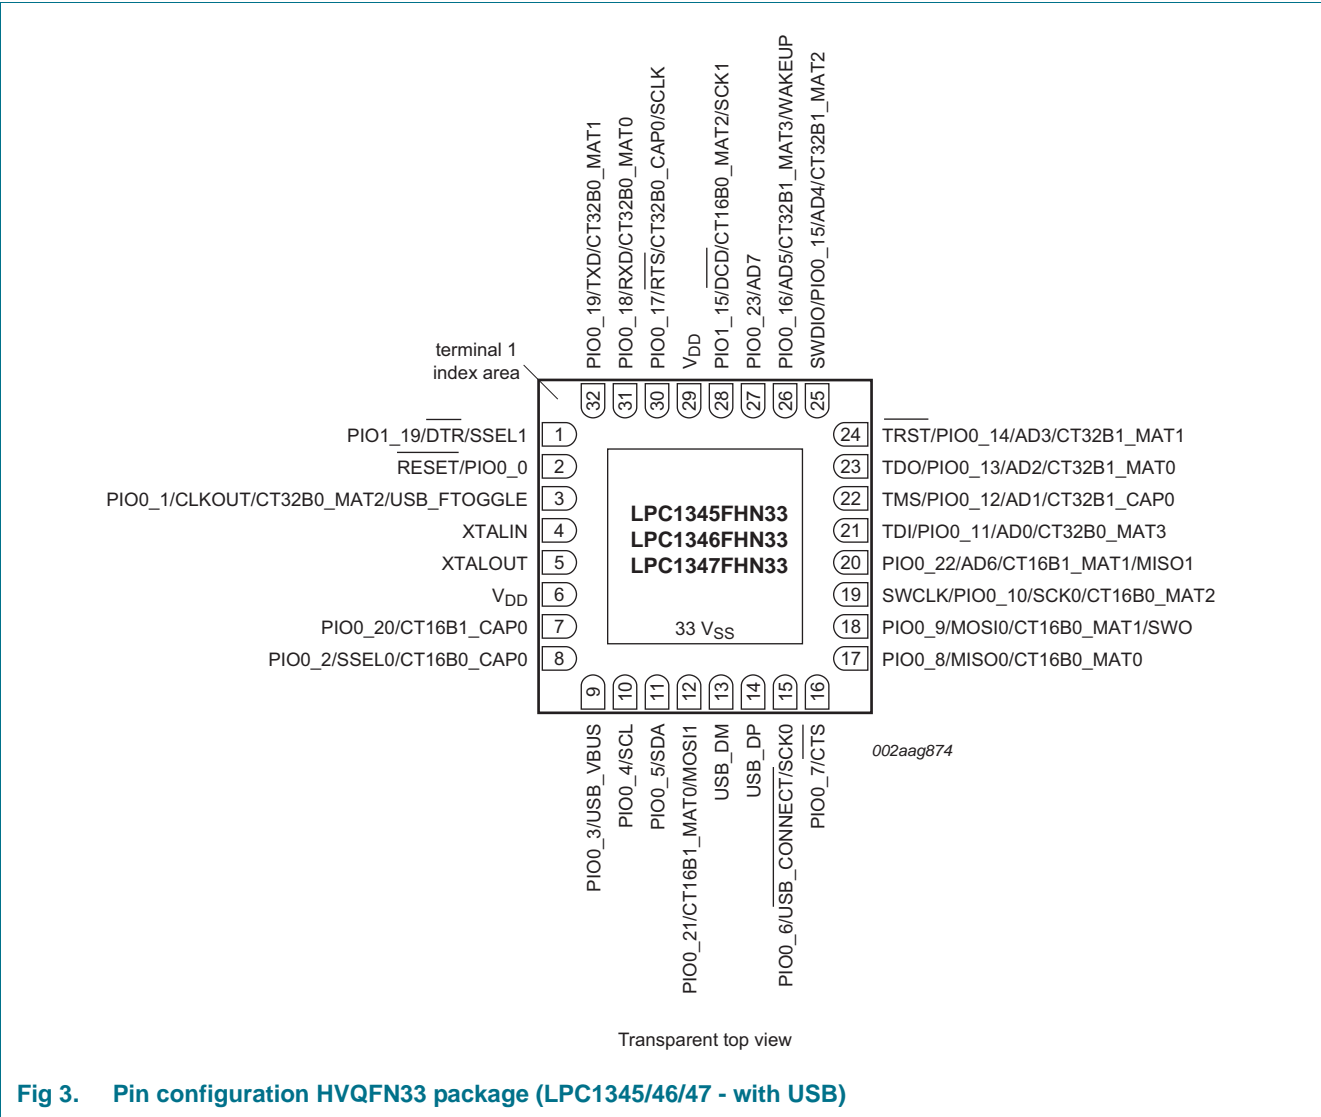 PIO0_19/TXD/CT32B0_MAT1
PIO0_18/RXD/CT32B0_MAT0
PIO0_17/RTS/CT32B0_CAP0/SCLK
VDD
PIO1_15/DCD/CT16B0_MAT2/SCK1
PIO0_23/AD7
PIO0_16/AD5/CT32B1_MAT3/WAKEUP
SWDIO/PIO0_15/AD4/CT32B1_MAT2
terminal 1
index area
32
31
30
29
28
27
26
25
PIO1_19/DTR/SSEL1 1
RESET/PIO0_0 2
PIO0_1/CLKOUT/CT32B0_MAT2/USB_FTOGGLE 3
XTALIN 4
XTALOUT 5
VDD 6
PIO0_20/CT16B1_CAP0 7
PIO0_2/SSEL0/CT16B0_CAP0 8
LPC1345FHN33
LPC1346FHN33
LPC1347FHN33
33 VSS
24 TRST/PIO0_14/AD3/CT32B1_MAT1
23 TDO/PIO0_13/AD2/CT32B1_MAT0
22 TMS/PIO0_12/AD1/CT32B1_CAP0
21 TDI/PIO0_11/AD0/CT32B0_MAT3
20 PIO0_22/AD6/CT16B1_MAT1/MISO1
19 SWCLK/PIO0_10/SCK0/CT16B0_MAT2
18 PIO0_9/MOSI0/CT16B0_MAT1/SWO
17 PIO0_8/MISO0/CT16B0_MAT0
9
10
11
12
13
14
15
16
PIO0_3/USB_VBUS
PIO0_4/SCL
PIO0_5/SDA
PIO0_21/CT16B1_MAT0/MOSI1
USB_DM
USB_DP
PIO0_6/USB_CONNECT/SCK0
PIO0_7/CTS
002aag874
Transparent top view
Fig 3. Pin configuration HVQFN33 package (LPC1345/46/47 - with USB)